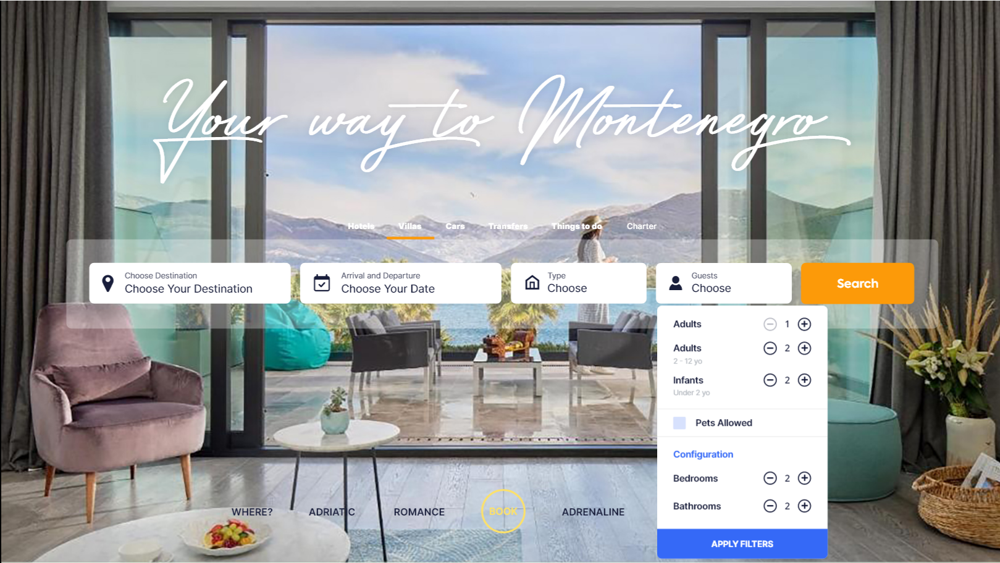 Your way to Montenegro
Hotels Villas Cars Transfers Things to do Charter
Choose Destination
Choose Your Destination
Arrival and Departure
Choose Your Date
Type
Choose
Guests
Choose
Search
Adults 1
Adults 2
2 - 12 yo
Infants 2
Under 2 yo
Pets Allowed
Configuration
Bedrooms 2
Bathrooms 2
APPLY FILTERS
WHERE? ADRIATIC ROMANCE BOOK ADRENALINE